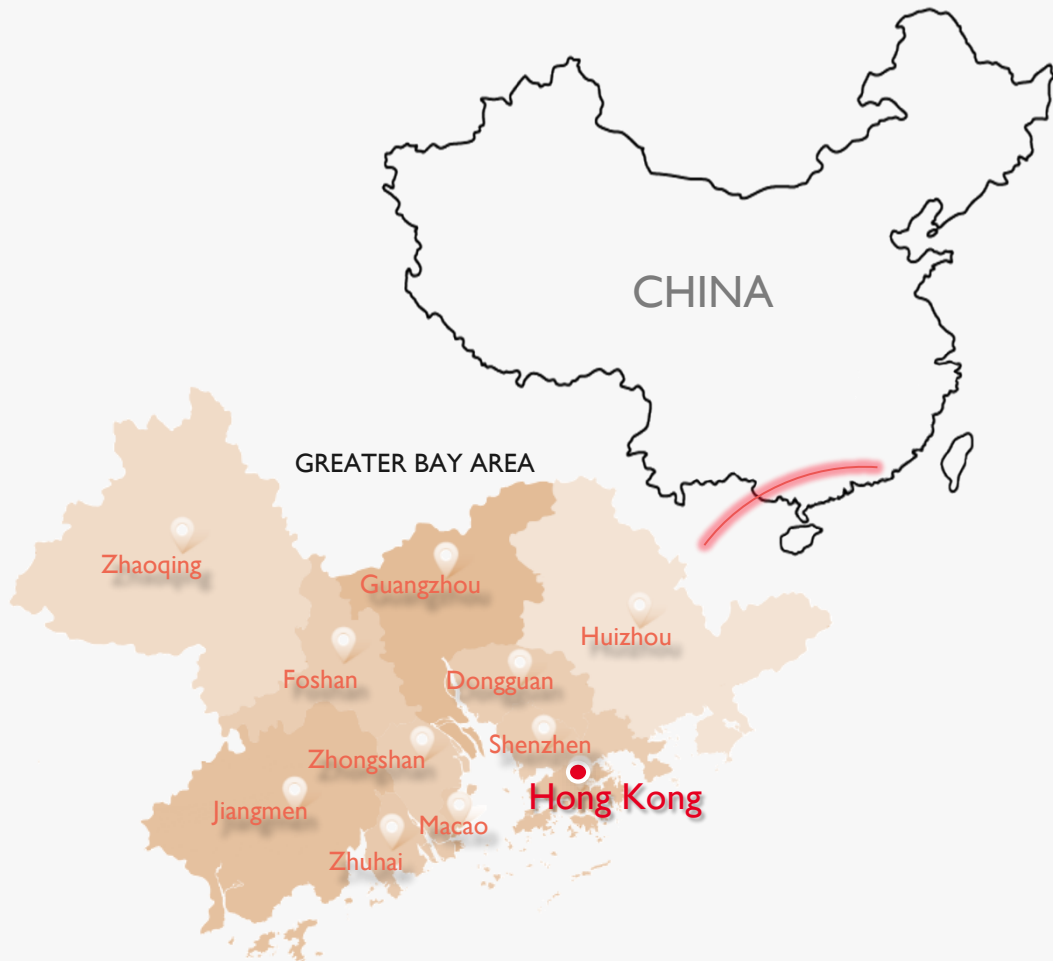 CHINA
GREATER BAY AREA
Zhaoqing
Guangzhou
Huizhou
Foshan
Dongguan
Shenzhen
Zhongshan
Hong Kong
Jiangmen
Macao
Zhuhai